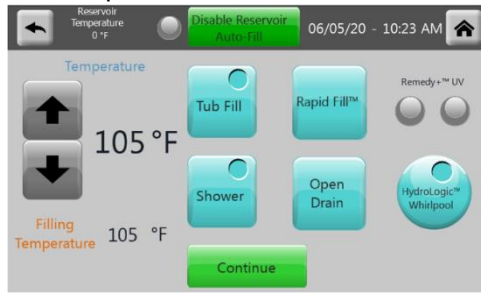 Reservoir
Temperature
0 °F
Disable Reservoir
Auto-Fill
06/05/20 - 10:23 AM
Temperature
105 °F
Tub Fill
Rapid Fill™
Remedy+™ UV
Shower
Open
Drain
HydroLogic™
Whirlpool
Filling
Temperature
105 °F
Continue